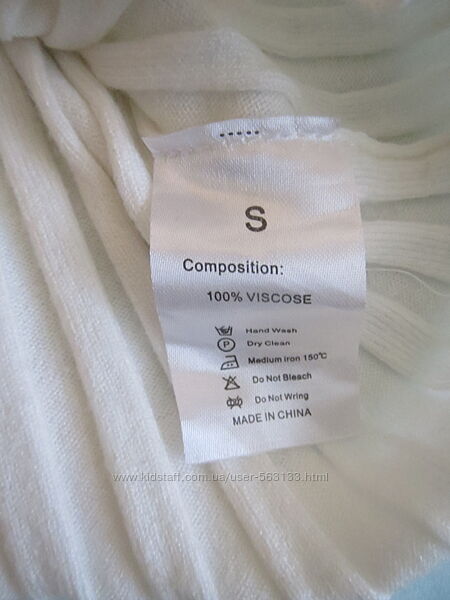 S
Composition:
100% VISCOSE
Hand Wash
P Dry Clean
Medium iron 150℃
Do Not Bleach
Do Not Wring
MADE IN CHINA
www.kidstaff.com.ua/user-563133.html